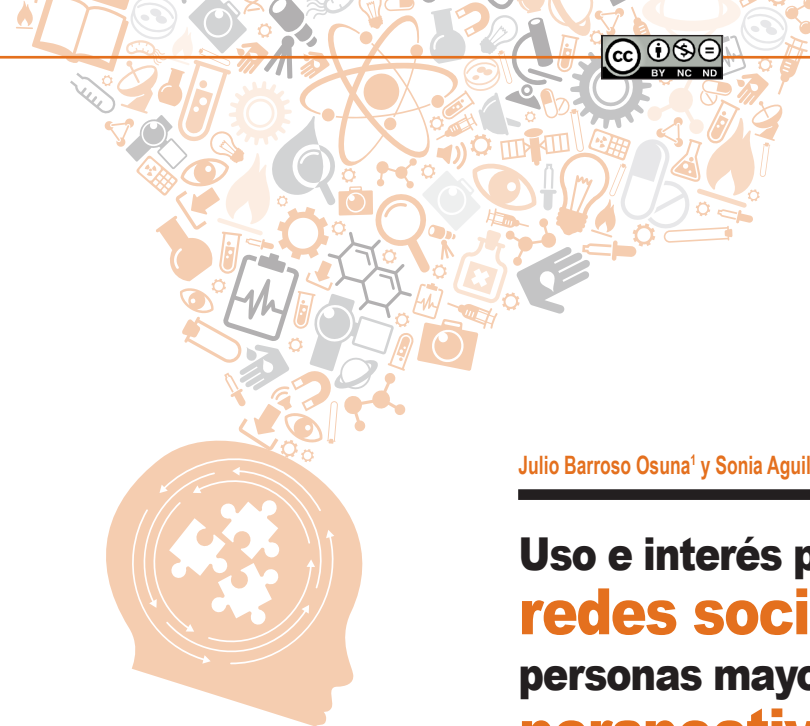 cc
BY NC ND
Julio Barroso Osuna¹ y Sonia Aguil
Uso e interés p
redes soci
personas mayo